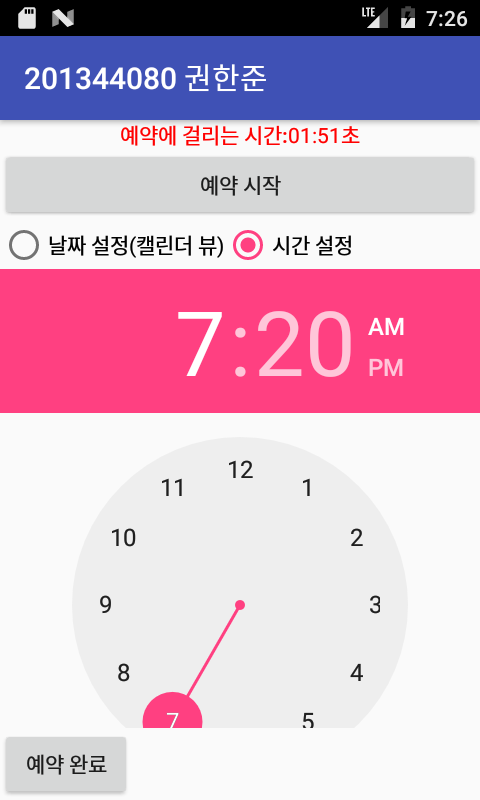 LTE 7:26
201344080 권한준
예약에 걸리는 시간:01:51초
예약 시작
날짜 설정(캘린더 뷰) 시간 설정
7:20 AM PM
12
11 1
10 2
9 3
8 4
7 5
예약 완료